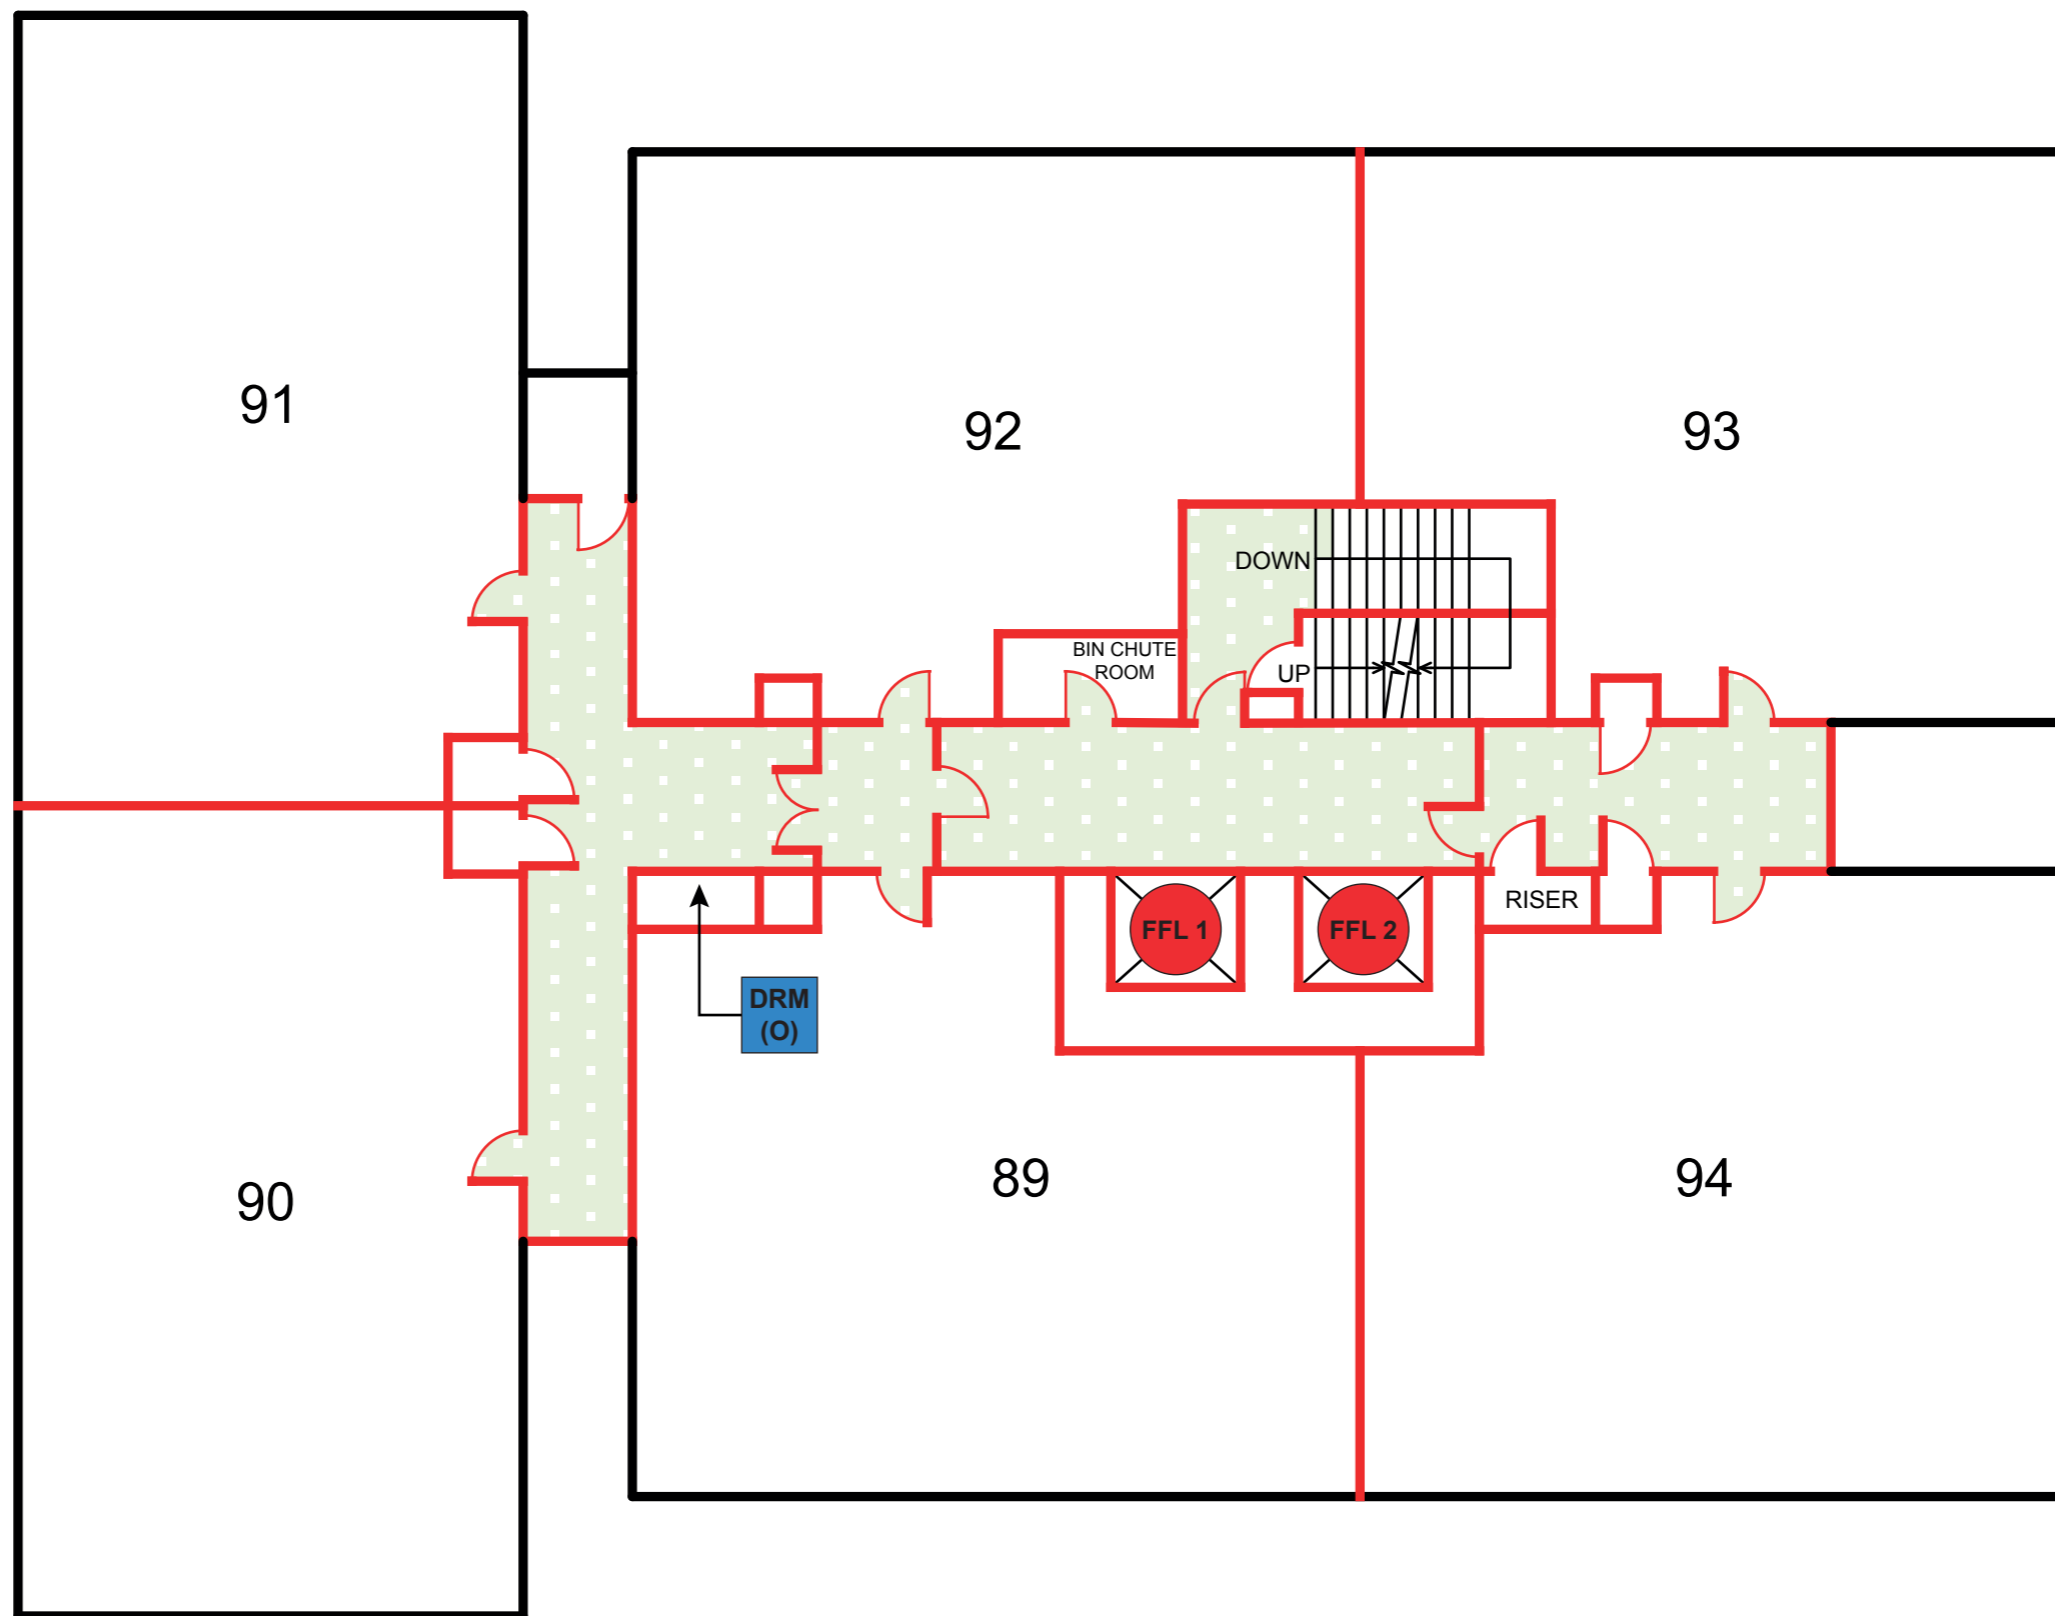 91
92
93
DOWN
BIN CHUTE
ROOM
UP
RISER
FFL 1
FFL 2
DRM
(O)
90
89
94